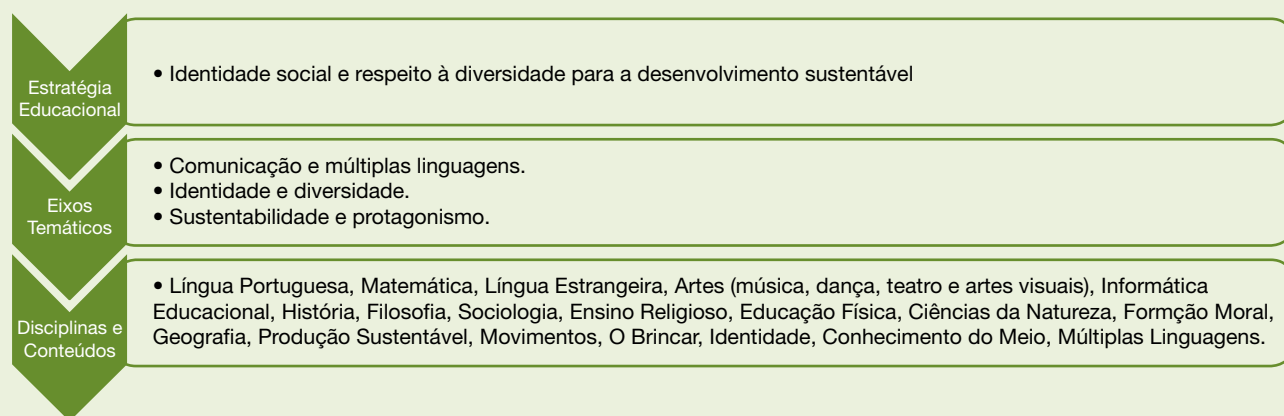 Estratégia
Educacional
• Identidade social e respeito à diversidade para a desenvolvimento sustentável
Eixos
Temáticos
• Comunicação e múltiplas linguagens.
• Identidade e diversidade.
• Sustentabilidade e protagonismo.
Disciplinas e
Conteúdos
• Língua Portuguesa, Matemática, Língua Estrangeira, Artes (música, dança, teatro e artes visuais), Informática
Educacional, História, Filosofia, Sociologia, Ensino Religioso, Educação Física, Ciências da Natureza, Formção Moral,
Geografia, Produção Sustentável, Movimentos, O Brincar, Identidade, Conhecimento do Meio, Múltiplas Linguagens.